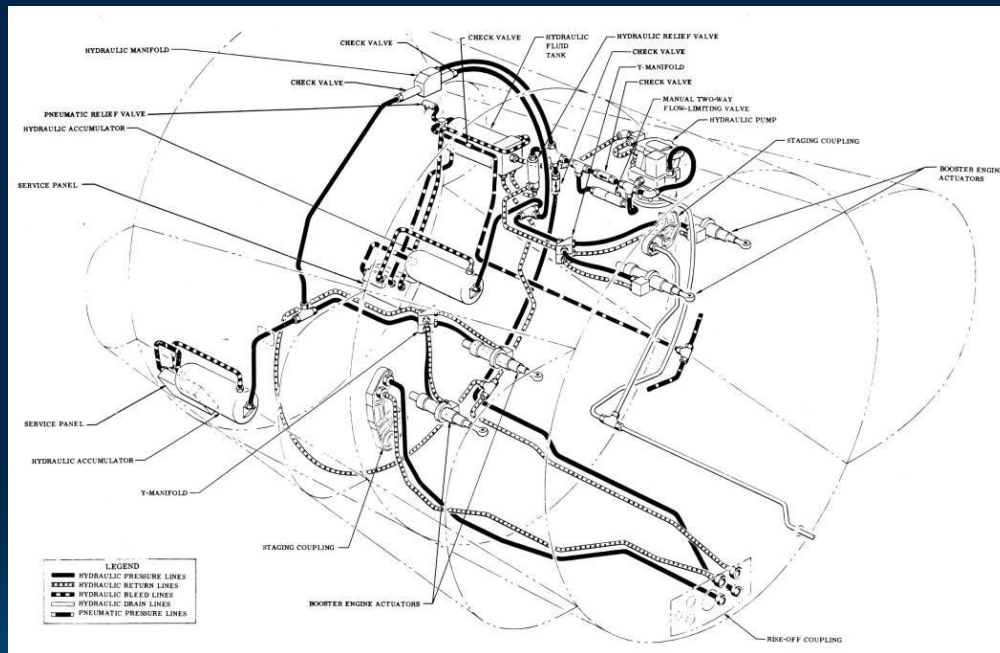 HYDRAULIC MANIFOLD
CHECK VALVE
CHECK VALVE
HYDRAULIC
FLUID
TANK
HYDRAULIC RELIEF VALVE
CHECK VALVE
Y-MANIFOLD
CHECK VALVE
CHECK VALVE
PNEUMATIC RELIEF VALVE
HYDRAULIC ACCUMULATOR
MANUAL TWO-WAY
FLOW-LIMITING VALVE
HYDRAULIC PUMP
STAGING COUPLING
BOOSTER ENGINE
ACTUATORS
SERVICE PANEL
SERVICE PANEL
HYDRAULIC ACCUMULATOR
Y-MANIFOLD
STAGING COUPLING
BOOSTER ENGINE ACTUATORS
RISE-OFF COUPLING
LEGEND
HYDRAULIC PRESSURE LINES
HYDRAULIC RETURN LINES
HYDRAULIC BLEED LINES
HYDRAULIC DRAIN LINES
PNEUMATIC PRESSURE LINES